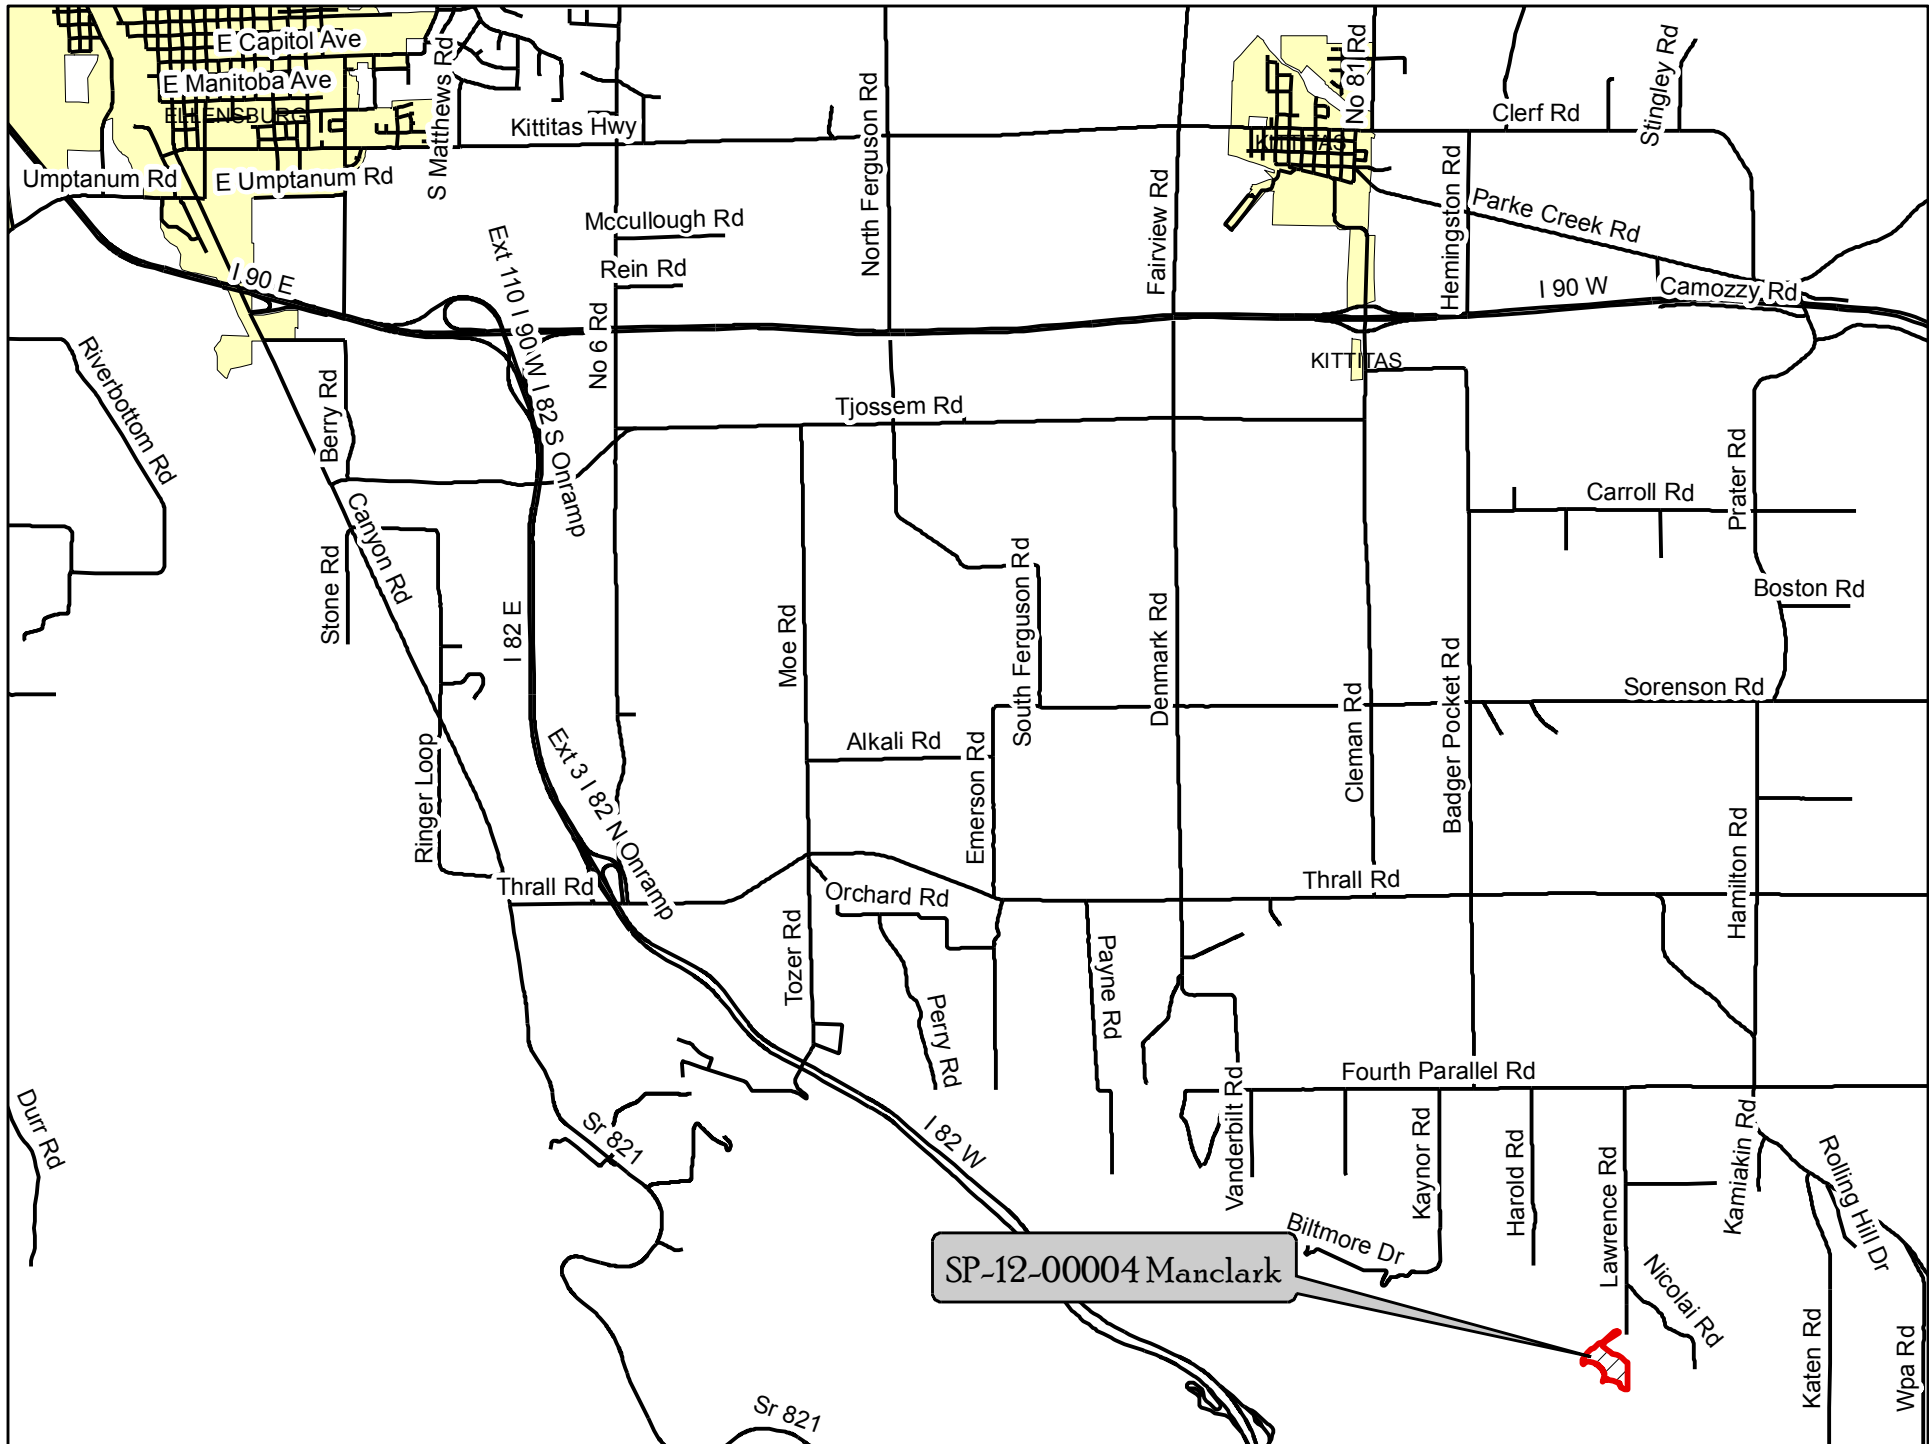 E Capitol Ave
E Manitoba Ave
ELLENSBURG
S Matthews Rd
Kittitas Hwy
North Ferguson Rd
No 81 Rd
Clerf Rd
Stingley Rd
KITTITAS
Umptanum Rd
E Umptanum Rd
Mccullough Rd
Rein Rd
Fairview Rd
Hemingston Rd
Parke Creek Rd
I 90 E
Ext 110 I 90 W I 82 S Onramp
No 6 Rd
I 90 W
Camozzy Rd
KITTITAS
Riverbottom Rd
Berry Rd
Tjossem Rd
Prater Rd
Carroll Rd
Canyon Rd
Stone Rd
I 82 E
Moe Rd
South Ferguson Rd
Denmark Rd
Boston Rd
Badger Pocket Rd
Sorenson Rd
Cleman Rd
Ringer Loop
Ext 3 I 82 N Onramp
Alkali Rd
Emerson Rd
Hamilton Rd
Thrall Rd
Orchard Rd
Thrall Rd
Tozer Rd
Perry Rd
Payne Rd
Fourth Parallel Rd
Durr Rd
Sr 821
I 82 W
Vanderbilt Rd
Kaynor Rd
Harold Rd
Lawrence Rd
Kamiakin Rd
Rolling Hill Dr
Biltmore Dr
SP-12-00004 Manclark
Nicolai Rd
Katen Rd
Wpa Rd
Sr 821